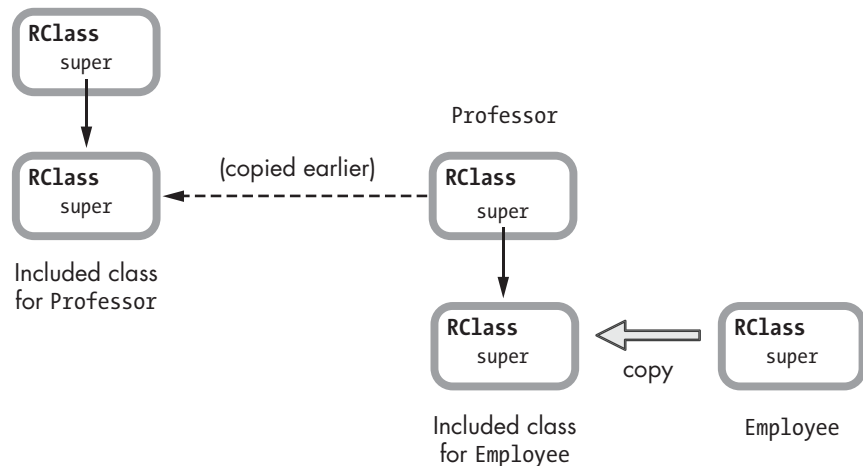 RClass
super
Professor
RClass
super
(copied earlier)
RClass
super
Included class
for Professor
RClass
super
copy
RClass
super
Included class
for Employee
Employee